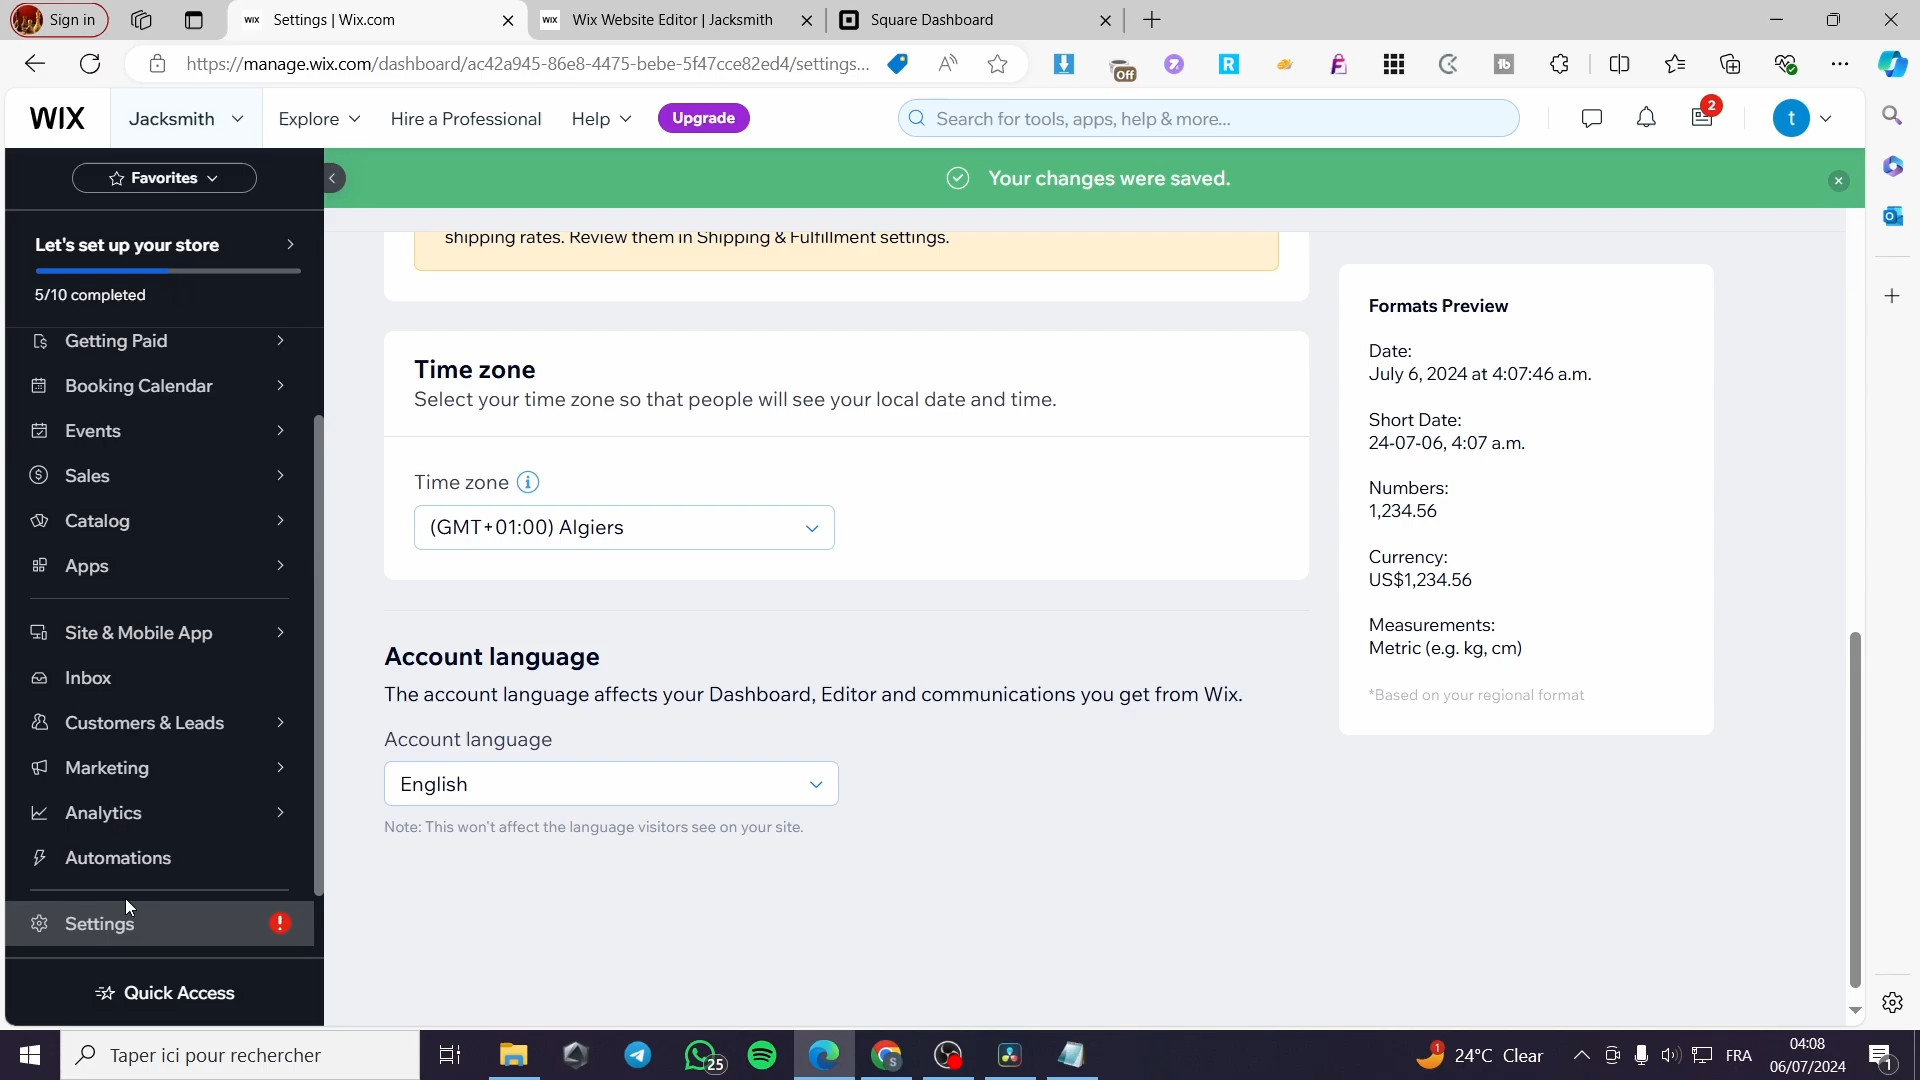 Sign in
WIX Settings | Wix.com
WIX Wix Website Editor | Jacksmith
Square Dashboard
https://manage.wix.com/dashboard/ac42a945-86e8-4475-bebe-5f47cce82ed4/settings...
Off
WIX
Jacksmith
Explore
Hire a Professional
Help
Upgrade
Search for tools, apps, help & more...
2
t
Favorites
Your changes were saved.
Let's set up your store
5/10 completed
Getting Paid
Booking Calendar
Events
Sales
Catalog
Apps
Site & Mobile App
Inbox
Customers & Leads
Marketing
Analytics
Automations
Settings
Quick Access
shipping rates. Review them in Shipping & Fulfillment settings.
Time zone
Select your time zone so that people will see your local date and time.
Time zone
(GMT+01:00) Algiers
Account language
The account language affects your Dashboard, Editor and communications you get from Wix.
Account language
English
Note: This won't affect the language visitors see on your site.
Formats Preview
Date:
July 6, 2024 at 4:07:46 a.m.
Short Date:
24-07-06, 4:07 a.m.
Numbers:
1,234.56
Currency:
US$1,234.56
Measurements:
Metric (e.g. kg, cm)
*Based on your regional format
Taper ici pour rechercher
25
24°C Clear
FRA
04:08
06/07/2024
1